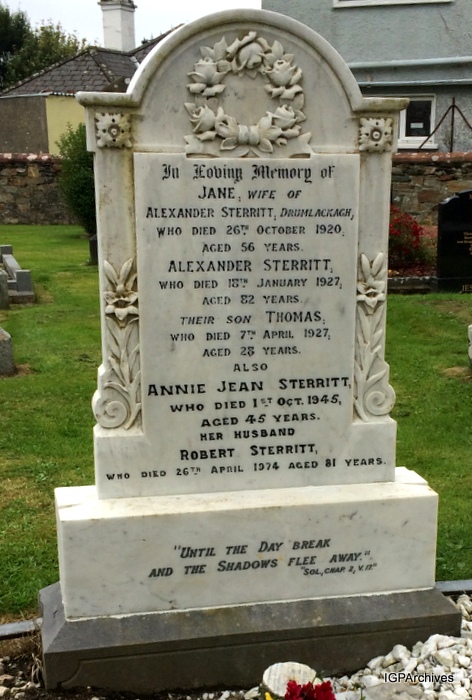 In Loving Memory of
JANE, WIFE OF
ALEXANDER STERRITT, DRUMLACKAGH,
WHO DIED 26TH OCTOBER 1920,
AGED 56 YEARS.
ALEXANDER STERRITT,
WHO DIED 18TH JANUARY 1927,
AGED 82 YEARS.
THEIR SON THOMAS,
WHO DIED 7TH APRIL 1927,
AGED 28 YEARS.
ALSO
ANNIE JEAN STERRITT,
WHO DIED 1ST OCT. 1945,
AGED 45 YEARS.
HER HUSBAND
ROBERT STERRITT,
WHO DIED 26TH APRIL 1974 AGED 81 YEARS.
"UNTIL THE DAY BREAK
AND THE SHADOWS FLEE AWAY."
"SOL, CHAP. 2, V. 17."
IGPArchives